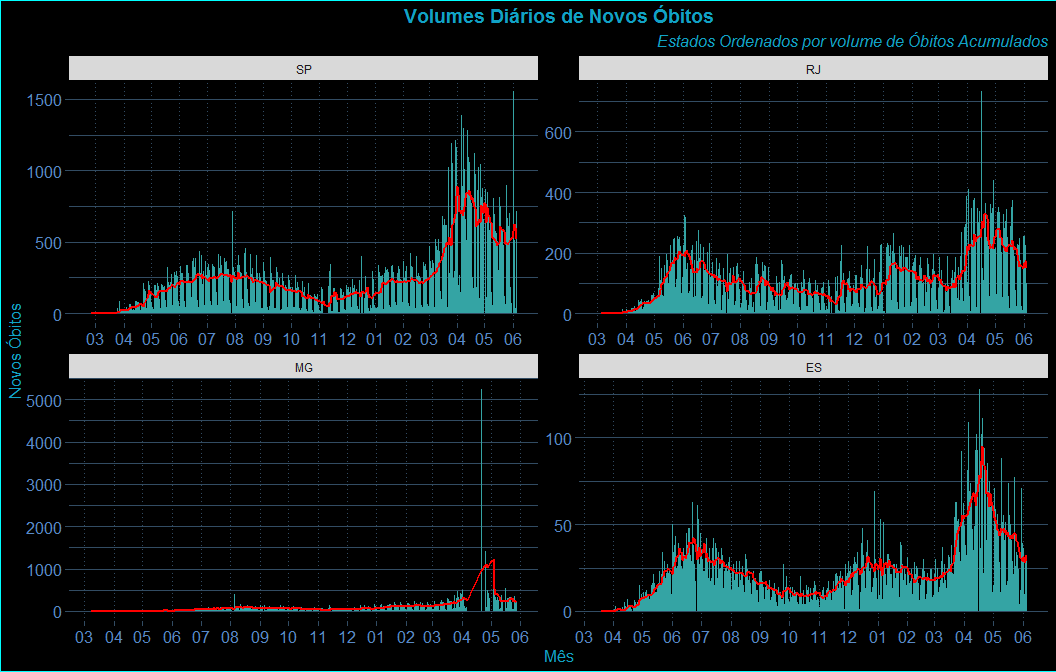 Volumes Diários de Novos Óbitos
Estados Ordenados por volume de Óbitos Acumulados
SP
1500
1000
500
0
03 04 05 06 07 08 09 10 11 12 01 02 03 04 05 06
RJ
600
400
200
0
03 04 05 06 07 08 09 10 11 12 01 02 03 04 05 06
Novos Óbitos
MG
5000
4000
3000
2000
1000
0
03 04 05 06 07 08 09 10 11 12 01 02 03 04 05 06
ES
100
50
0
03 04 05 06 07 08 09 10 11 12 01 02 03 04 05 06
Mês